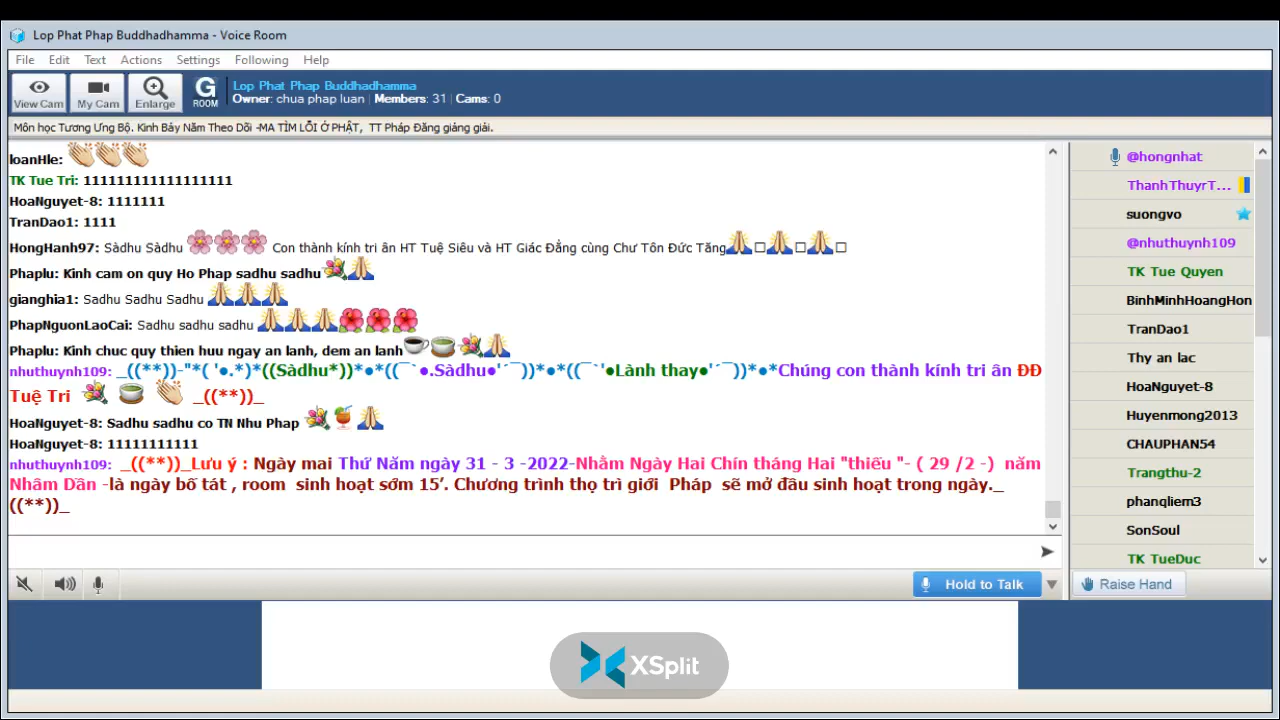 Lop Phat Phap Buddhadhamma - Voice Room
File Edit Text Actions Settings Following Help
View Cam My Cam Enlarge G ROOM
Lop Phat Phap Buddhadhamma
Owner: chua phap luan | Members: 31 | Cams: 0
Môn học Tương Ưng Bộ. Kinh Bảy Năm Theo Dõi -MA TÌM LỖI Ở PHẬT, TT Pháp Đăng giảng giải.
loanHle: 👏👏👏
TK Tue Tri: 111111111111111111
HoaNguyet-8: 1111111
TranDao1: 1111
HongHanh97: Sàdhu Sàdhu 🌸🌸🌸 Con thành kính tri ân HT Tuệ Siêu và HT Giác Đẳng cùng Chư Tôn Đức Tăng🙏□🙏□🙏□
Phaplu: Kinh cam on quy Ho Phap sadhu sadhu💐🙏
gianghia1: Sadhu Sadhu Sadhu 🙏🙏🙏
PhapNguonLaoCai: Sadhu sadhu sadhu 🙏🙏🙏🌺🌺🌺
Phaplu: Kinh chuc quy thien huu ngay an lanh, dem an lanh☕🍵💐🙏
nhuthuynh109: _((**))-"*( '●.*)*((Sàdhu*))*●*((¯`●.Sàdhu●'´¯))*●*((¯`'●Lành thay●'´¯))*●*Chúng con thành kính tri ân ĐĐ
Tuệ Tri 💐 🍵 👏 _((**))_
HoaNguyet-8: Sadhu sadhu co TN Nhu Phap 💐🍹🙏
HoaNguyet-8: 11111111111
nhuthuynh109: _((**))_Lưu ý : Ngày mai Thứ Năm ngày 31 - 3 -2022-Nhằm Ngày Hai Chín tháng Hai "thiếu "- ( 29 /2 -) năm
Nhâm Dần -là ngày bố tát , room sinh hoạt sớm 15’. Chương trình thọ trì giới Pháp sẽ mở đầu sinh hoạt trong ngày._
((**))_
@hongnhat
ThanhThuyrT...
suongvo
@nhuthuynh109
TK Tue Quyen
BinhMinhHoangHon
TranDao1
Thy an lac
HoaNguyet-8
Huyenmong2013
CHAUPHAN54
Trangthu-2
phanqliem3
SonSoul
TK TueDuc
Hold to Talk
Raise Hand
XSplit